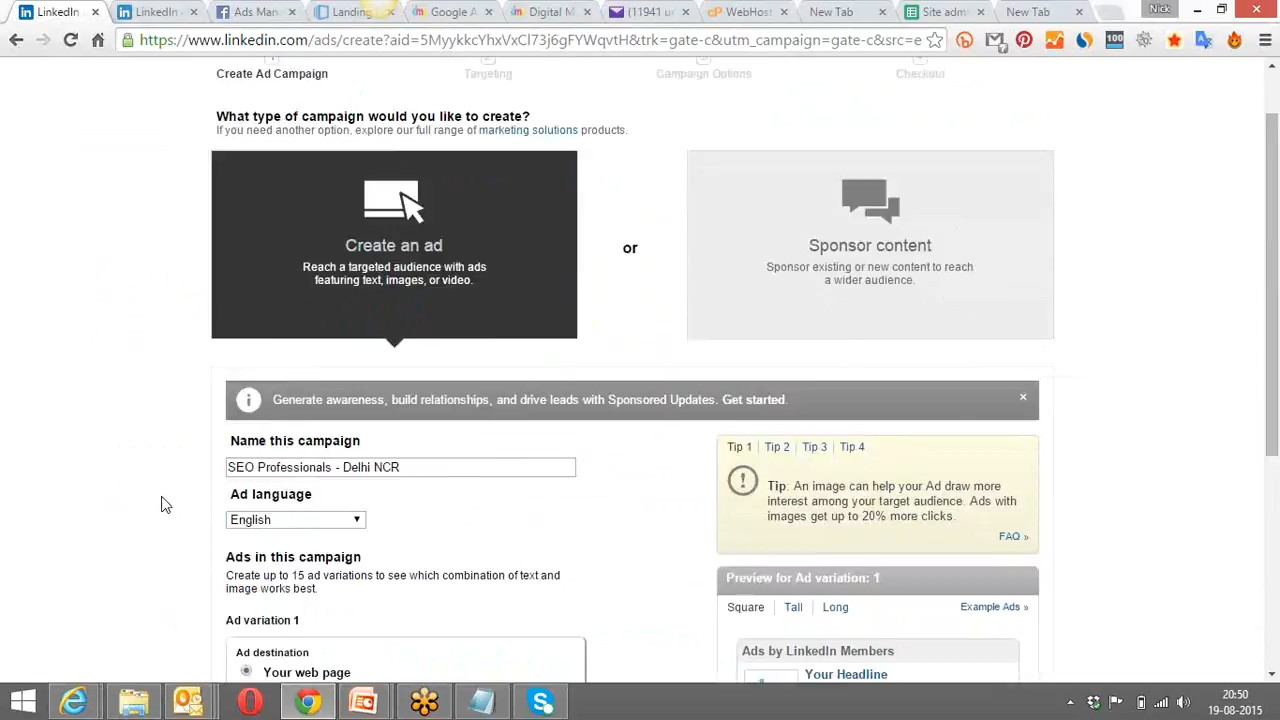 LinkedIn
LinkedIn
Ads Man
Landing
Google A
Digital M
(11941 u
WebHost
New Tab
Site adm
New Tab
Nick
https://www.linkedin.com/ads/create?aid=5MyykkcYhxVxCl73j6gFYWqvtH&trk=gate-c&utm_campaign=gate-c&src=e
100
Create Ad Campaign
Targeting
Campaign Options
Checkout
What type of campaign would you like to create?
If you need another option, explore our full range of marketing solutions products.
Create an ad
Reach a targeted audience with ads
featuring text, images, or video.
or
Sponsor content
Sponsor existing or new content to reach
a wider audience.
Generate awareness, build relationships, and drive leads with Sponsored Updates. Get started.
Name this campaign
SEO Professionals - Delhi NCR
Ad language
English
Ads in this campaign
Create up to 15 ad variations to see which combination of text and
image works best.
Ad variation 1
Ad destination
Your web page
Tip 1 Tip 2 Tip 3 Tip 4
Tip: An image can help your Ad draw more
interest among your target audience. Ads with
images get up to 20% more clicks.
FAQ »
Preview for Ad variation: 1
Square Tall Long Example Ads »
Ads by LinkedIn Members
Your Headline
20:50
19-08-2015